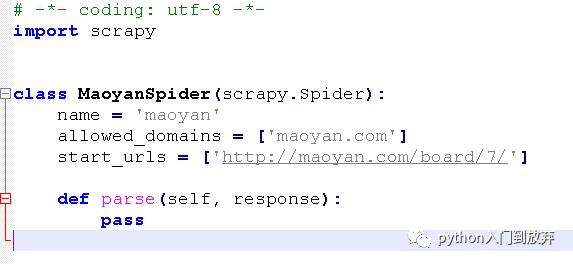 # -*- coding: utf-8 -*-
import scrapy
class MaoyanSpider(scrapy.Spider):
    name = 'maoyan'
    allowed_domains = ['maoyan.com']
    start_urls = ['http://maoyan.com/board/7/']
    def parse(self, response):
        pass
python入门到放弃